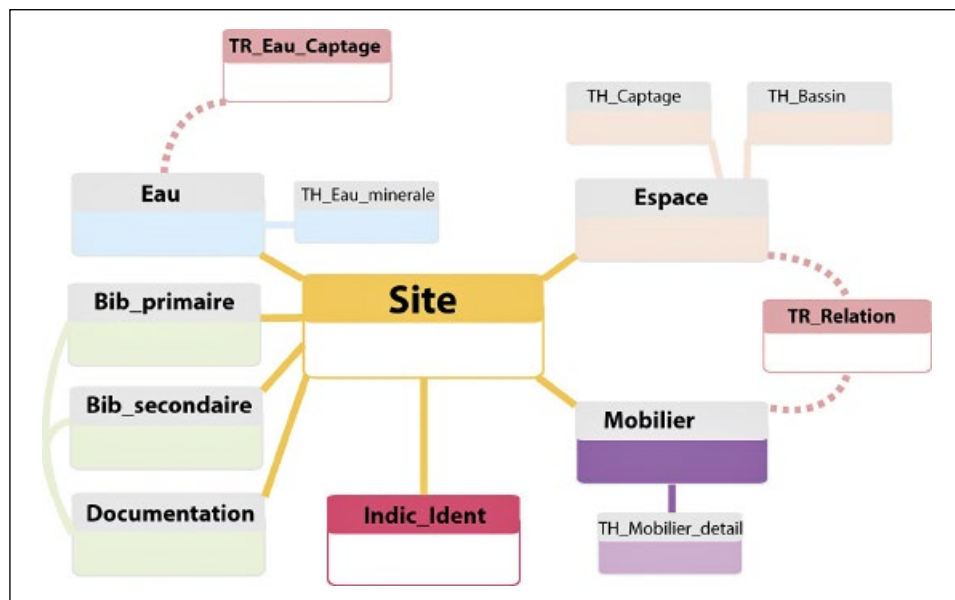 TR_Eau_Captage
TH_Captage
TH_Bassin
Eau
TH_Eau_minerale
Espace
Site
Bib_primaire
TR_Relation
Bib_secondaire
Mobilier
Documentation
Indic_Ident
TH_Mobilier_detail